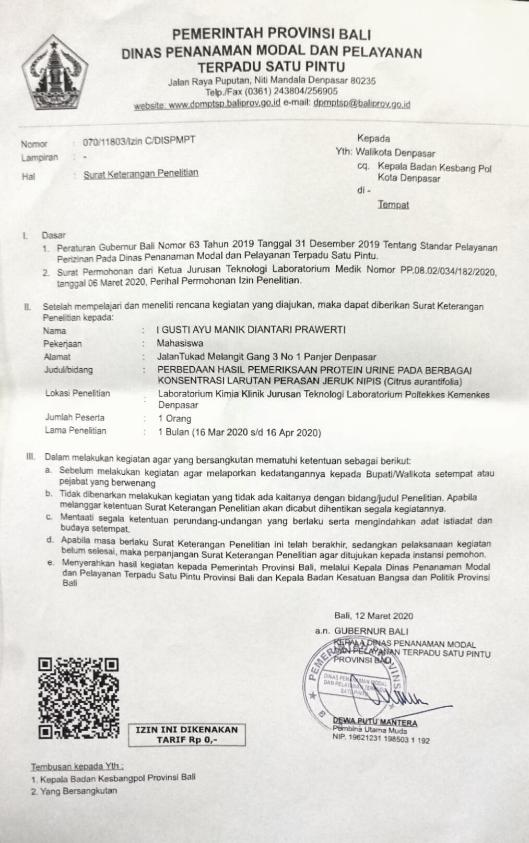 PEMERINTAH PROVINSI BALI
DINAS PENANAMAN MODAL DAN PELAYANAN
TERPADU SATU PINTU
Jalan Raya Puputan, Niti Mandala Denpasar 80235
Telp./Fax (0361) 243804/256905
website: www.dpmptsp.baliprov.go.id e-mail: dpmptsp@baliprov.go.id
Nomor : 070/11803/Izin C/DISPMPT
Lampiran : -
Hal : Surat Keterangan Penelitian
Kepada
Yth: Walikota Denpasar
cq. Kepala Badan Kesbang Pol
Kota Denpasar
di -
Tempat
I. Dasar
1. Peraturan Gubernur Bali Nomor 63 Tahun 2019 Tanggal 31 Desember 2019 Tentang Standar Pelayanan
Perizinan Pada Dinas Penanaman Modal dan Pelayanan Terpadu Satu Pintu.
2. Surat Permohonan dari Ketua Jurusan Teknologi Laboratorium Medik Nomor PP.08.02/034/182/2020,
tanggal 06 Maret 2020, Perihal Permohonan Izin Penelitian.
II. Setelah mempelajari dan meneliti rencana kegiatan yang diajukan, maka dapat diberikan Surat Keterangan
Penelitian kepada:
Nama : I GUSTI AYU MANIK DIANTARI PRAWERTI
Pekerjaan : Mahasiswa
Alamat : JalanTukad Melangit Gang 3 No 1 Panjer Denpasar
Judul/bidang : PERBEDAAN HASIL PEMERIKSAAN PROTEIN URINE PADA BERBAGAI
KONSENTRASI LARUTAN PERASAN JERUK NIPIS (Citrus aurantifolia)
Lokasi Penelitian : Laboratorium Kimia Klinik Jurusan Teknologi Laboratorium Poltekkes Kemenkes
Denpasar
Jumlah Peserta : 1 Orang
Lama Penelitian : 1 Bulan (16 Mar 2020 s/d 16 Apr 2020)
III. Dalam melakukan kegiatan agar yang bersangkutan mematuhi ketentuan sebagai berikut:
a. Sebelum melakukan kegiatan agar melaporkan kedatangannya kepada Bupati/Walikota setempat atau
pejabat yang berwenang
b. Tidak dibenarkan melakukan kegiatan yang tidak ada kaitanya dengan bidang/judul Penelitian. Apabila
melanggar ketentuan Surat Keterangan Penelitian akan dicabut dihentikan segala kegiatannya.
c. Mentaati segala ketentuan perundang-undangan yang berlaku serta mengindahkan adat istiadat dan
budaya setempat.
d. Apabila masa berlaku Surat Keterangan Penelitian ini telah berakhir, sedangkan pelaksanaan kegiatan
belum selesai, maka perpanjangan Surat Keterangan Penelitian agar ditujukan kepada instansi pemohon.
e. Menyerahkan hasil kegiatan kepada Pemerintah Provinsi Bali, melalui Kepala Dinas Penanaman Modal
dan Pelayanan Terpadu Satu Pintu Provinsi Bali dan Kepala Badan Kesatuan Bangsa dan Politik Provinsi
Bali
Bali, 12 Maret 2020
a.n. GUBERNUR BALI
KEPALA DINAS PENANAMAN MODAL
DAN PELAYANAN TERPADU SATU PINTU
PROVINSI BALI
DINAS PENANAMAN MODAL
DAN PELAYANAN TERPADU
SATU PINTU
DEWA PUTU MANTERA
Pembina Utama Muda
NIP. 19621231 198503 1 192
IZIN INI DIKENAKAN
TARIF Rp 0,-
Tembusan kepada Yth :
1. Kepala Badan Kesbangpol Provinsi Bali
2. Yang Bersangkutan